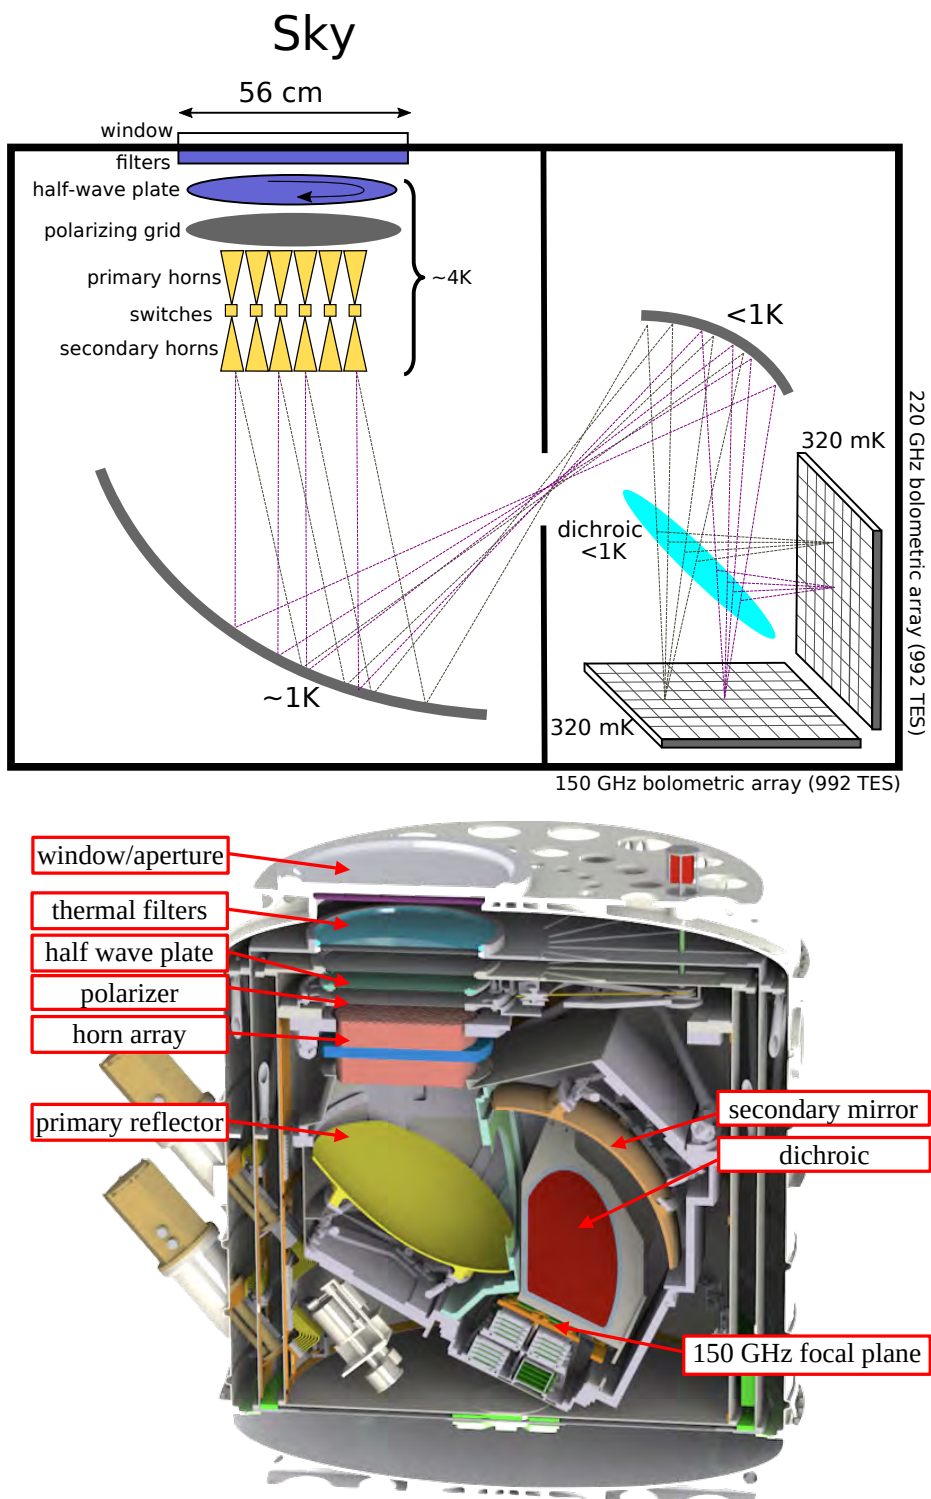 Sky
56 cm
window
filters
half-wave plate
polarizing grid
~4K
primary horns
switches
secondary horns
<1K
320 mK
dichroic
<1K
~1K
320 mK
220 GHz bolometric array (992 TES)
150 GHz bolometric array (992 TES)
window/aperture
thermal filters
half wave plate
polarizer
horn array
primary reflector
secondary mirror
dichroic
150 GHz focal plane